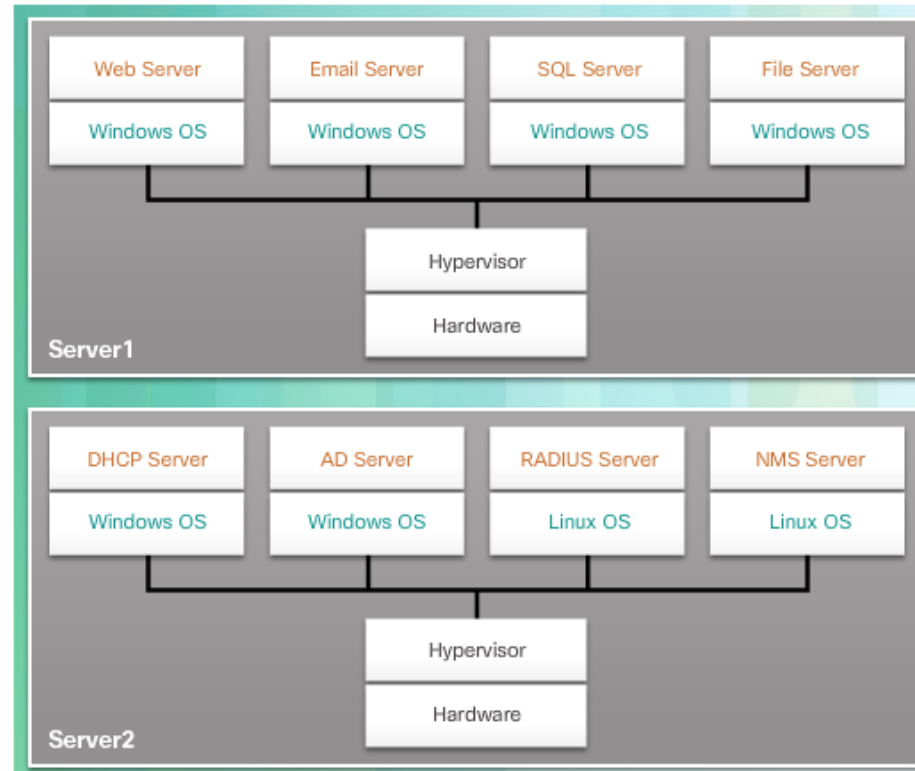 Web Server Email Server SQL Server File Server
Windows OS Windows OS Windows OS Windows OS
Hypervisor
Hardware
Server1
DHCP Server AD Server RADIUS Server NMS Server
Windows OS Windows OS Linux OS Linux OS
Hypervisor
Hardware
Server2